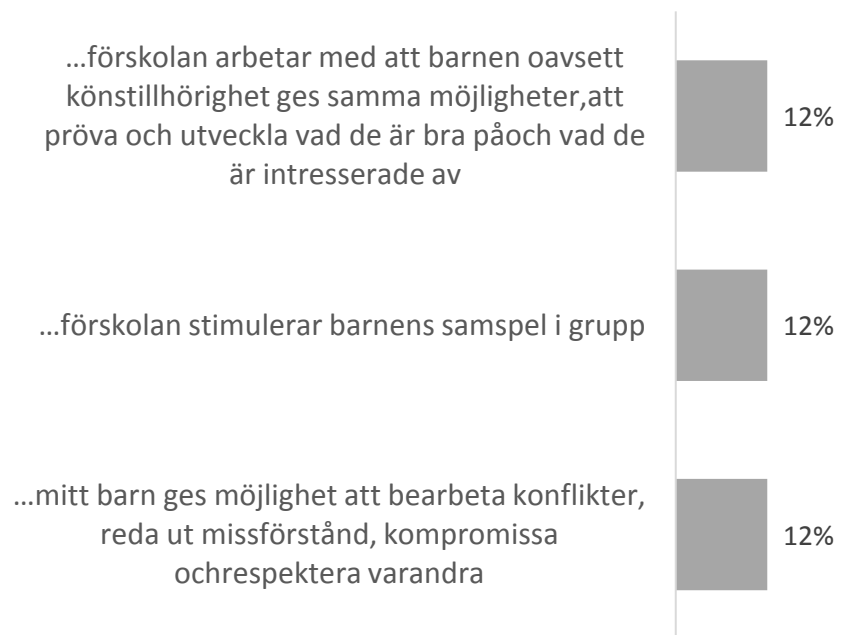 ...förskolan arbetar med att barnen oavsett
könstillhörighet ges samma möjligheter,att
pröva och utveckla vad de är bra påoch vad de
är intresserade av
12%
...förskolan stimulerar barnens samspel i grupp
12%
...mitt barn ges möjlighet att bearbeta konflikter,
reda ut missförstånd, kompromissa
ochrespektera varandra
12%